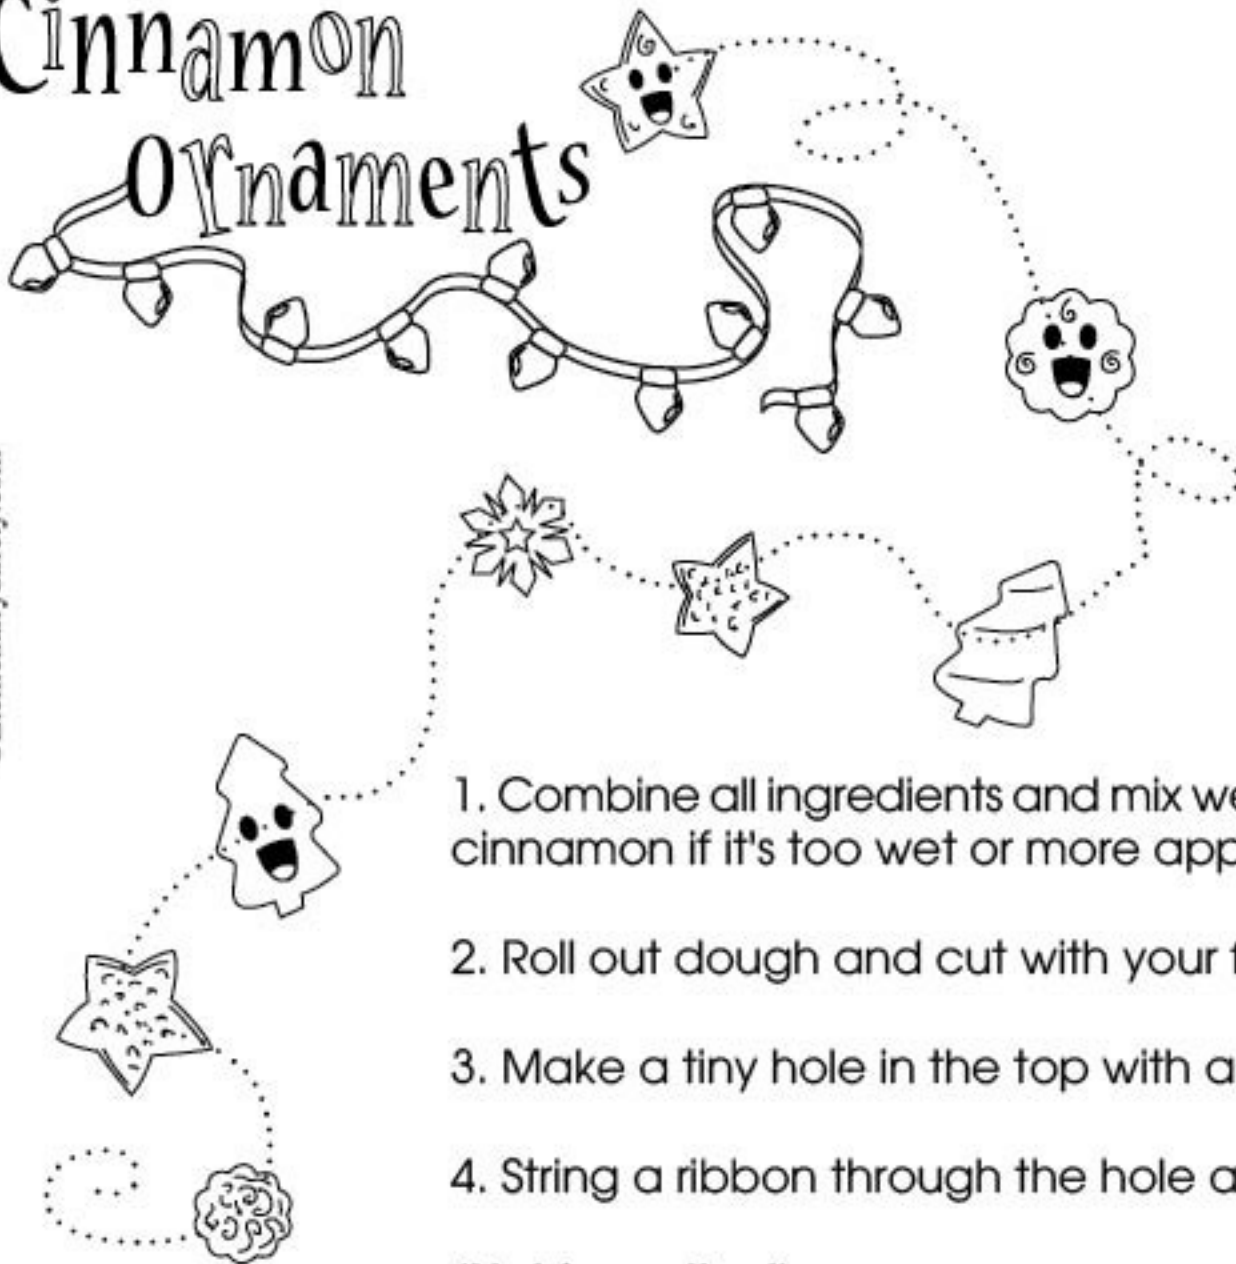 Cinnamon
ornaments
1. Combine all ingredients and mix we
cinnamon if it's too wet or more app
2. Roll out dough and cut with your f
3. Make a tiny hole in the top with a
4. String a ribbon through the hole a